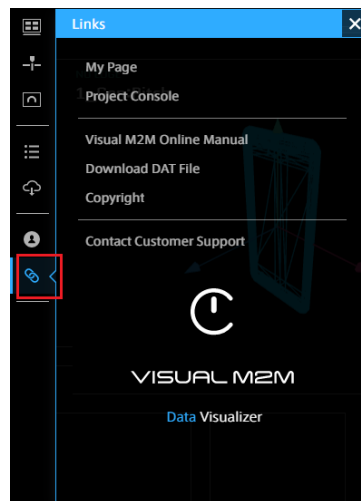 Links
My Page
Project Console
Visual M2M Online Manual
Download DAT File
Copyright
Contact Customer Support
VISUAL M2M
Data Visualizer